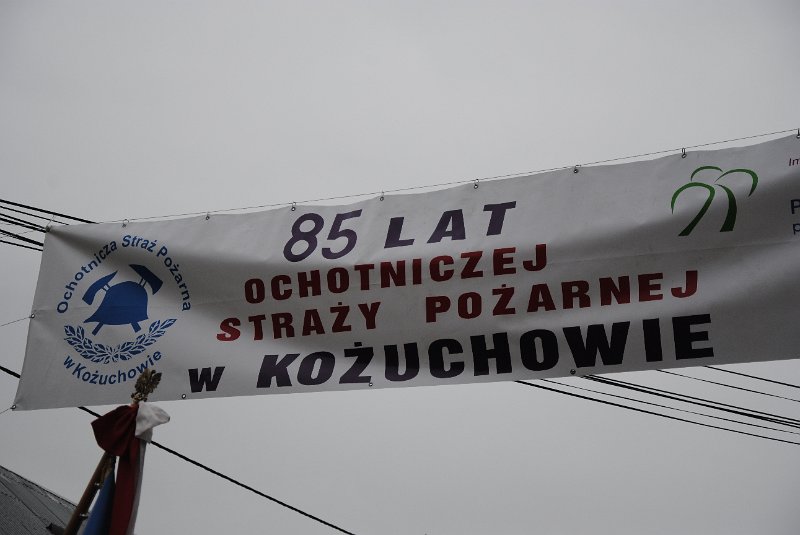 Ochotnicza Straż Pożarna
w Kożuchowie
85 LAT
OCHOTNICZEJ
STRAŻY POŻARNEJ
W KOŻUCHOWIE